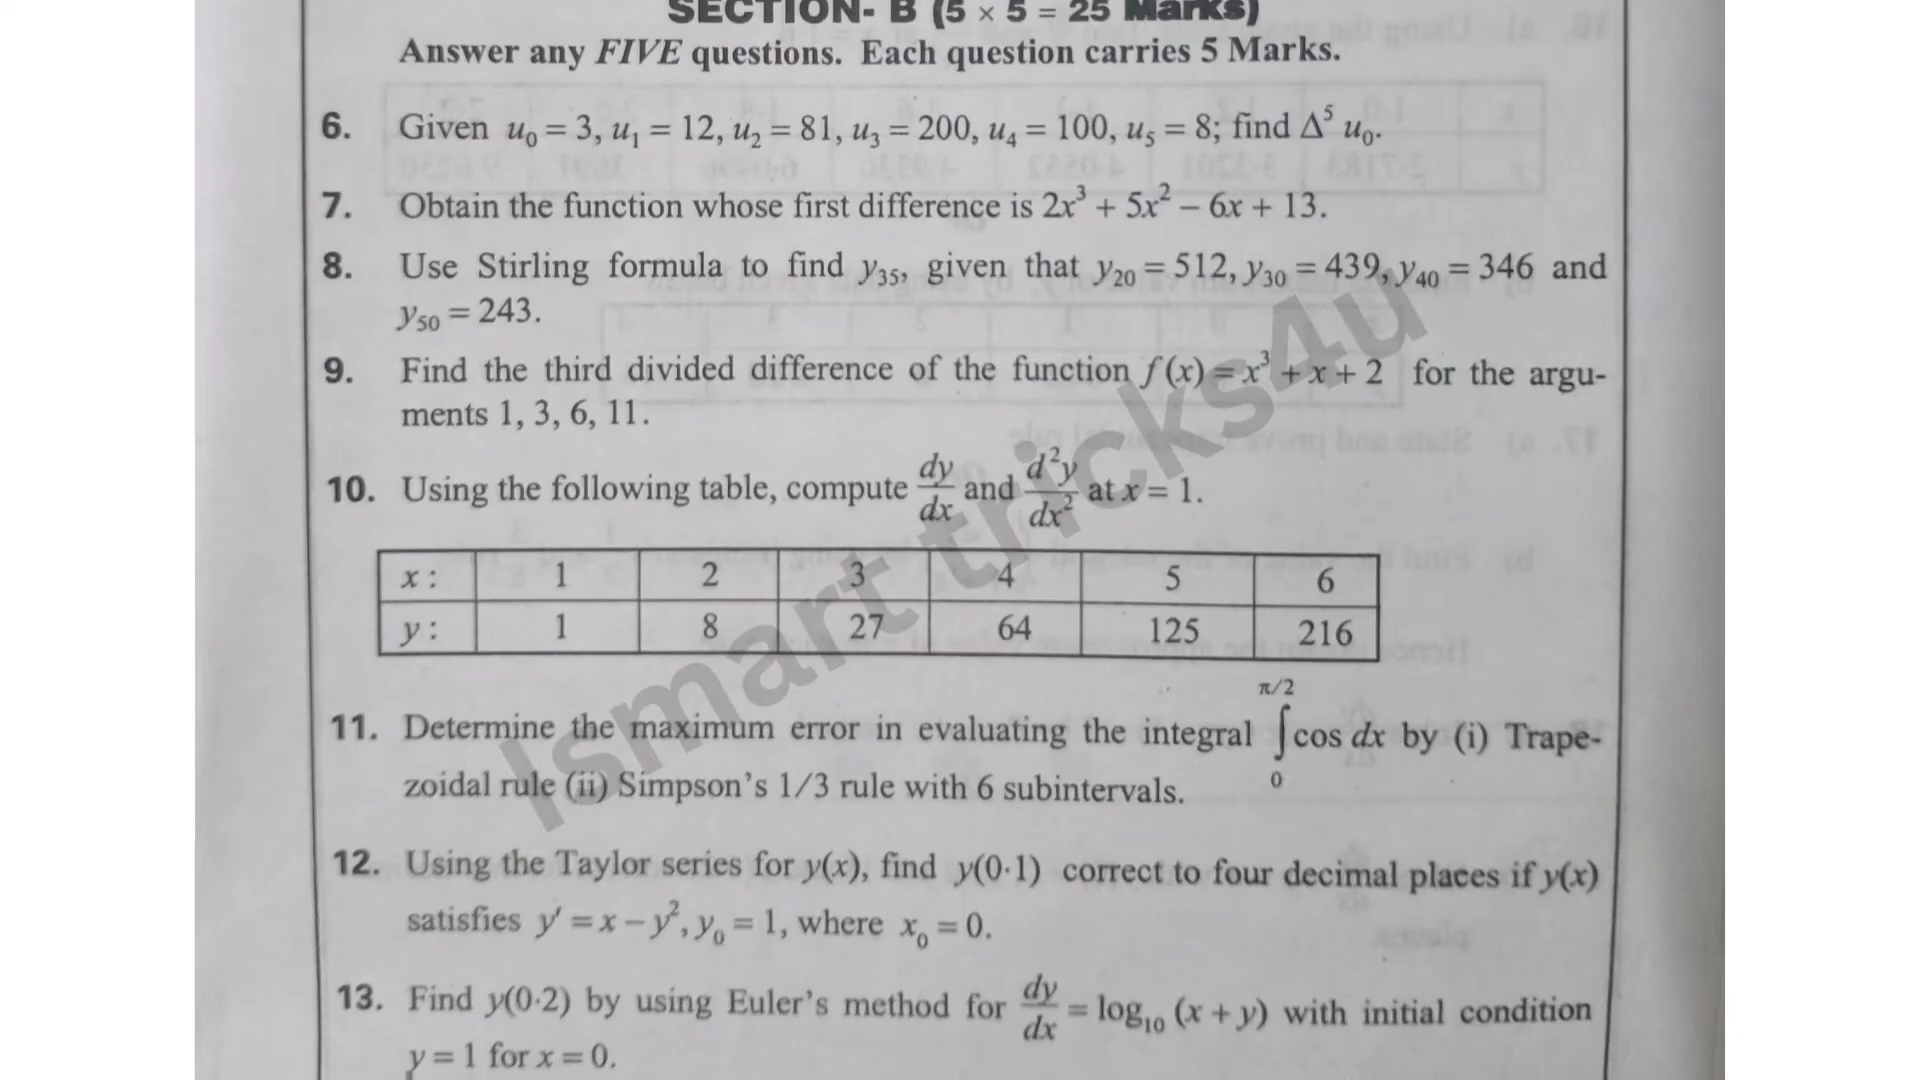 SECTION- B (5 × 5 = 25 Marks)
Answer any FIVE questions. Each question carries 5 Marks.
6. Given u₀ = 3, u₁ = 12, u₂ = 81, u₃ = 200, u₄ = 100, u₅ = 8; find Δ⁵ u₀.
7. Obtain the function whose first difference is 2x³ + 5x² – 6x + 13.
8. Use Stirling formula to find y₃₅, given that y₂₀ = 512, y₃₀ = 439, y₄₀ = 346 and
y₅₀ = 243.
9. Find the third divided difference of the function f (x) = x³ + x + 2 for the argu-
ments 1, 3, 6, 11.
10. Using the following table, compute dy/dx and d²y/dx² at x = 1.
x : 1 2 3 4 5 6
y : 1 8 27 64 125 216
11. Determine the maximum error in evaluating the integral ∫₀^π/2 cos dx by (i) Trape-
zoidal rule (ii) Simpson's 1/3 rule with 6 subintervals.
12. Using the Taylor series for y(x), find y(0·1) correct to four decimal places if y(x)
satisfies y′ = x – y², y₀ = 1, where x₀ = 0.
13. Find y(0·2) by using Euler's method for dy/dx = log₁₀ (x + y) with initial condition
y = 1 for x = 0.
Ismart tricks4u